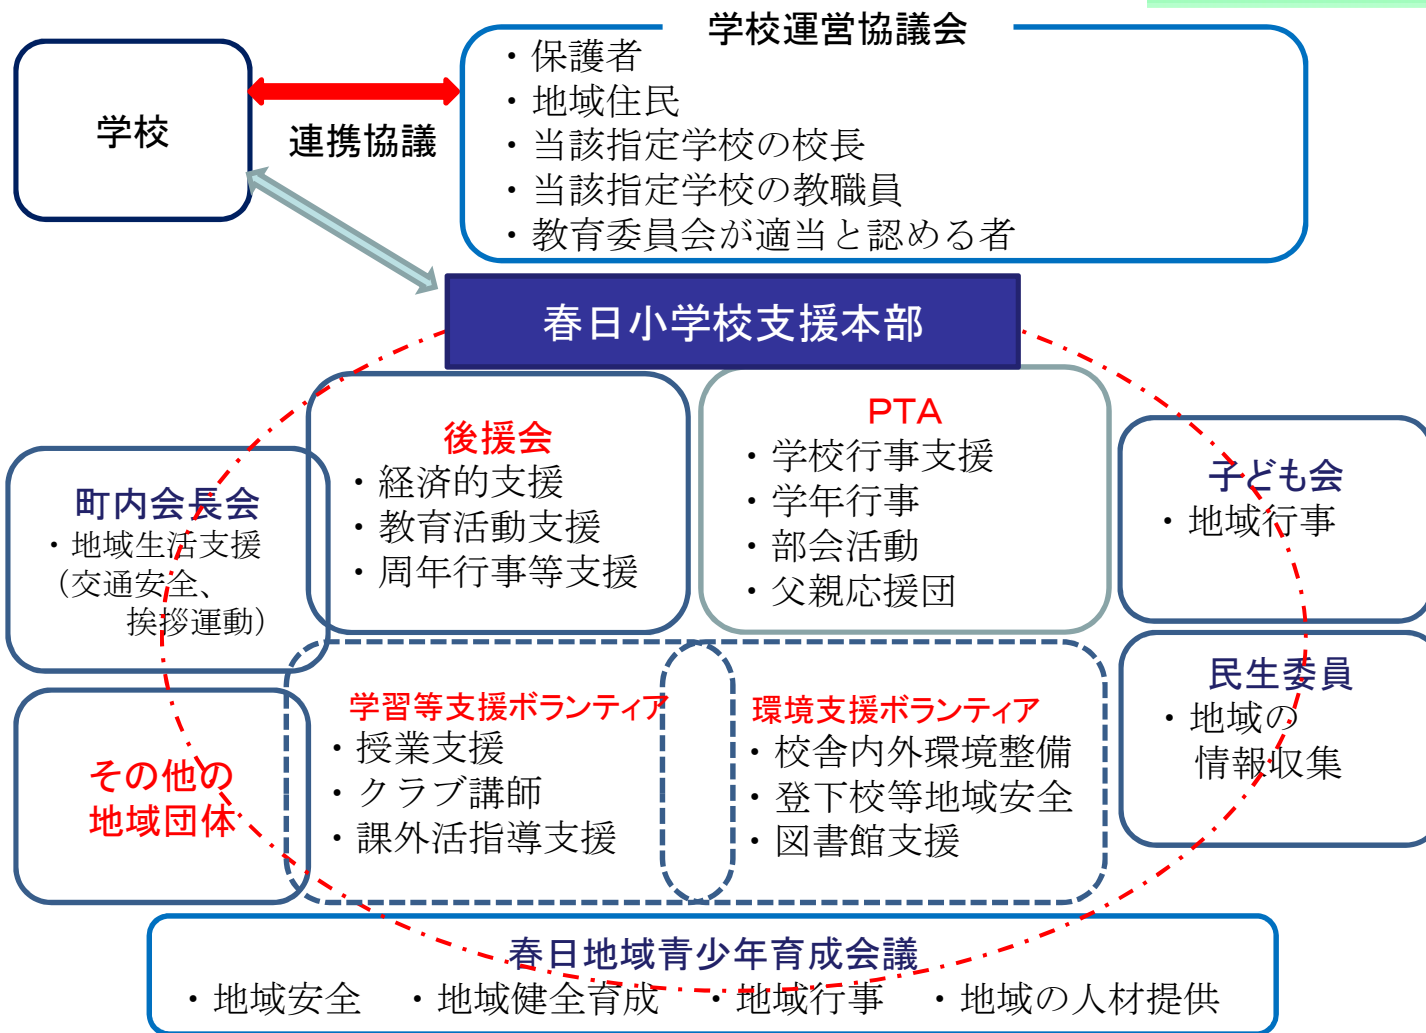 学校運営協議会
・保護者
・地域住民
・当該指定学校の校長
・当該指定学校の教職員
・教育委員会が適当と認める者
学校
連携協議
春日小学校支援本部
後援会
・経済的支援
・教育活動支援
・周年行事等支援
PTA
・学校行事支援
・学年行事
・部会活動
・父親応援団
町内会長会
・地域生活支援
（交通安全、
挨拶運動）
子ども会
・地域行事
学習等支援ボランティア
・授業支援
・クラブ講師
・課外活指導支援
環境支援ボランティア
・校舎内外環境整備
・登下校等地域安全
・図書館支援
民生委員
・地域の
情報収集
その他の
地域団体
春日地域青少年育成会議
・地域安全　・地域健全育成　・地域行事　・地域の人材提供